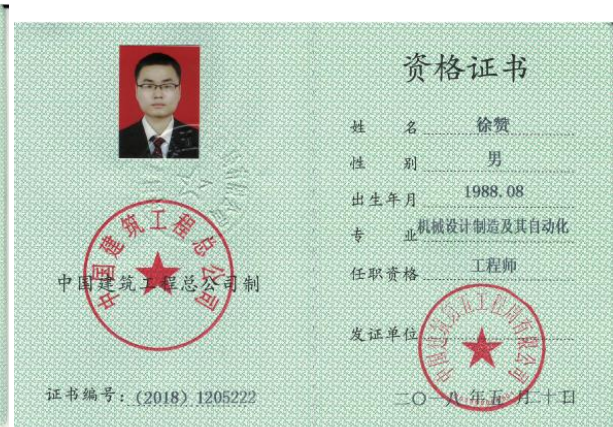 中国建筑工程总公司
中国建筑工程总公司制
证书编号：(2018) 1205222
资格证书
姓 名 徐赞
性 别 男
出生年月 1988.08
专 业 机械设计制造及其自动化
任职资格 工程师
发证单位
二〇一八年五月二十日